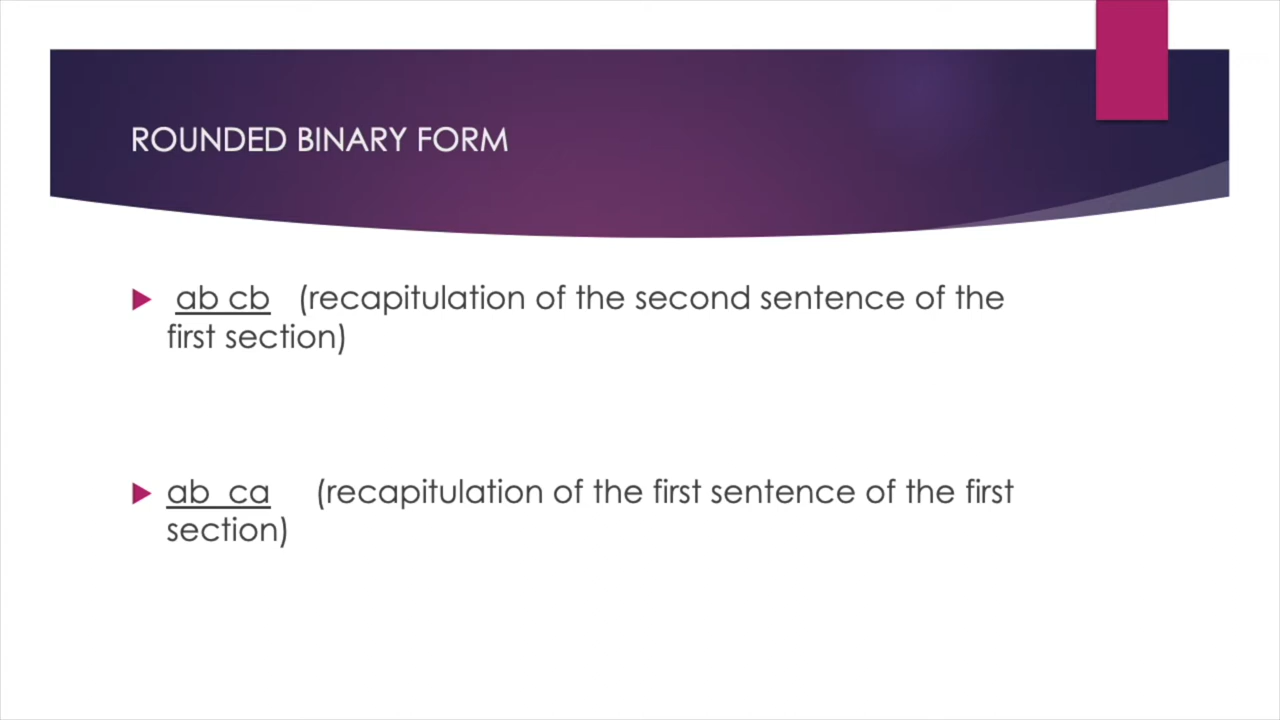 ROUNDED BINARY FORM
ab cb (recapitulation of the second sentence of the
first section)
ab ca (recapitulation of the first sentence of the first
section)